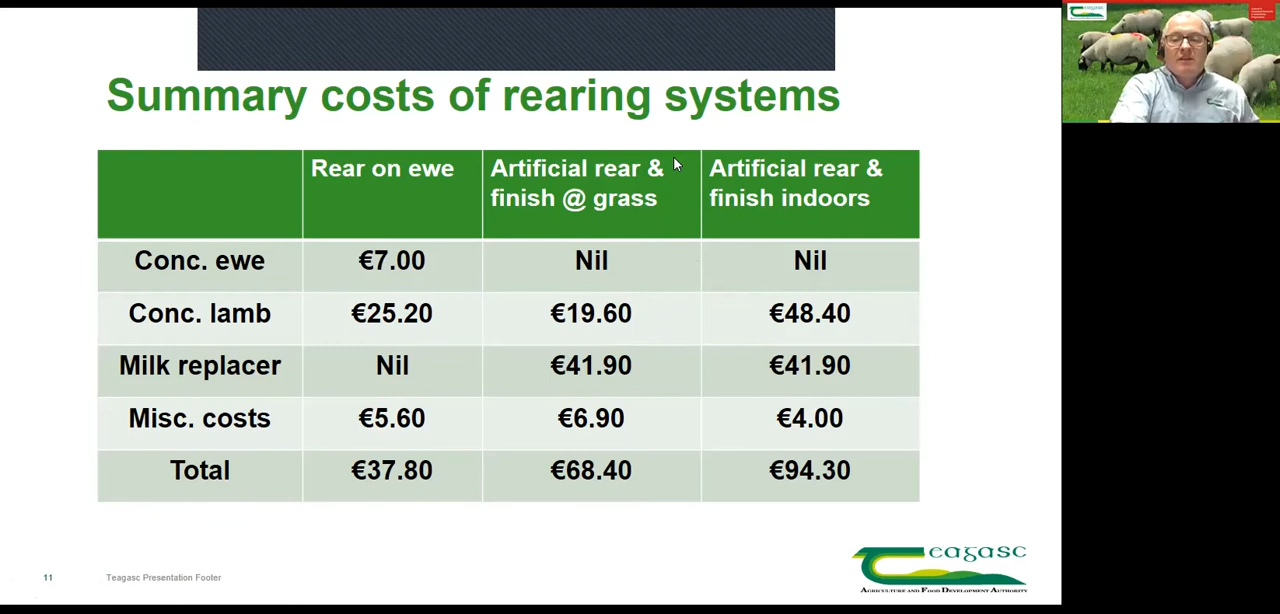 Summary costs of rearing systems
Rear on ewe
Artificial rear &
finish @ grass
Artificial rear &
finish indoors
Conc. ewe €7.00 Nil Nil
Conc. lamb €25.20 €19.60 €48.40
Milk replacer Nil €41.90 €41.90
Misc. costs €5.60 €6.90 €4.00
Total €37.80 €68.40 €94.30
11 Teagasc Presentation Footer
Teagasc
AGRICULTURE AND FOOD DEVELOPMENT AUTHORITY
Teagasc